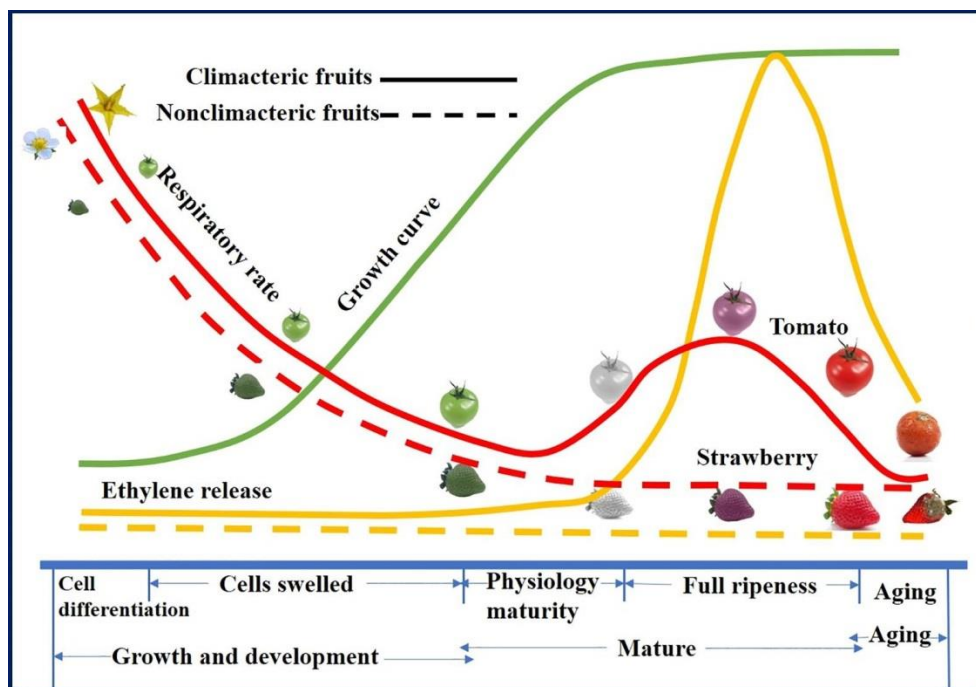 Climacteric fruits
Nonclimacteric fruits
Respiratory rate
Growth curve
Tomato
Strawberry
Ethylene release
Cell
differentiation
Cells swelled
Physiology
maturity
Full ripeness
Aging
Growth and development
Mature
Aging